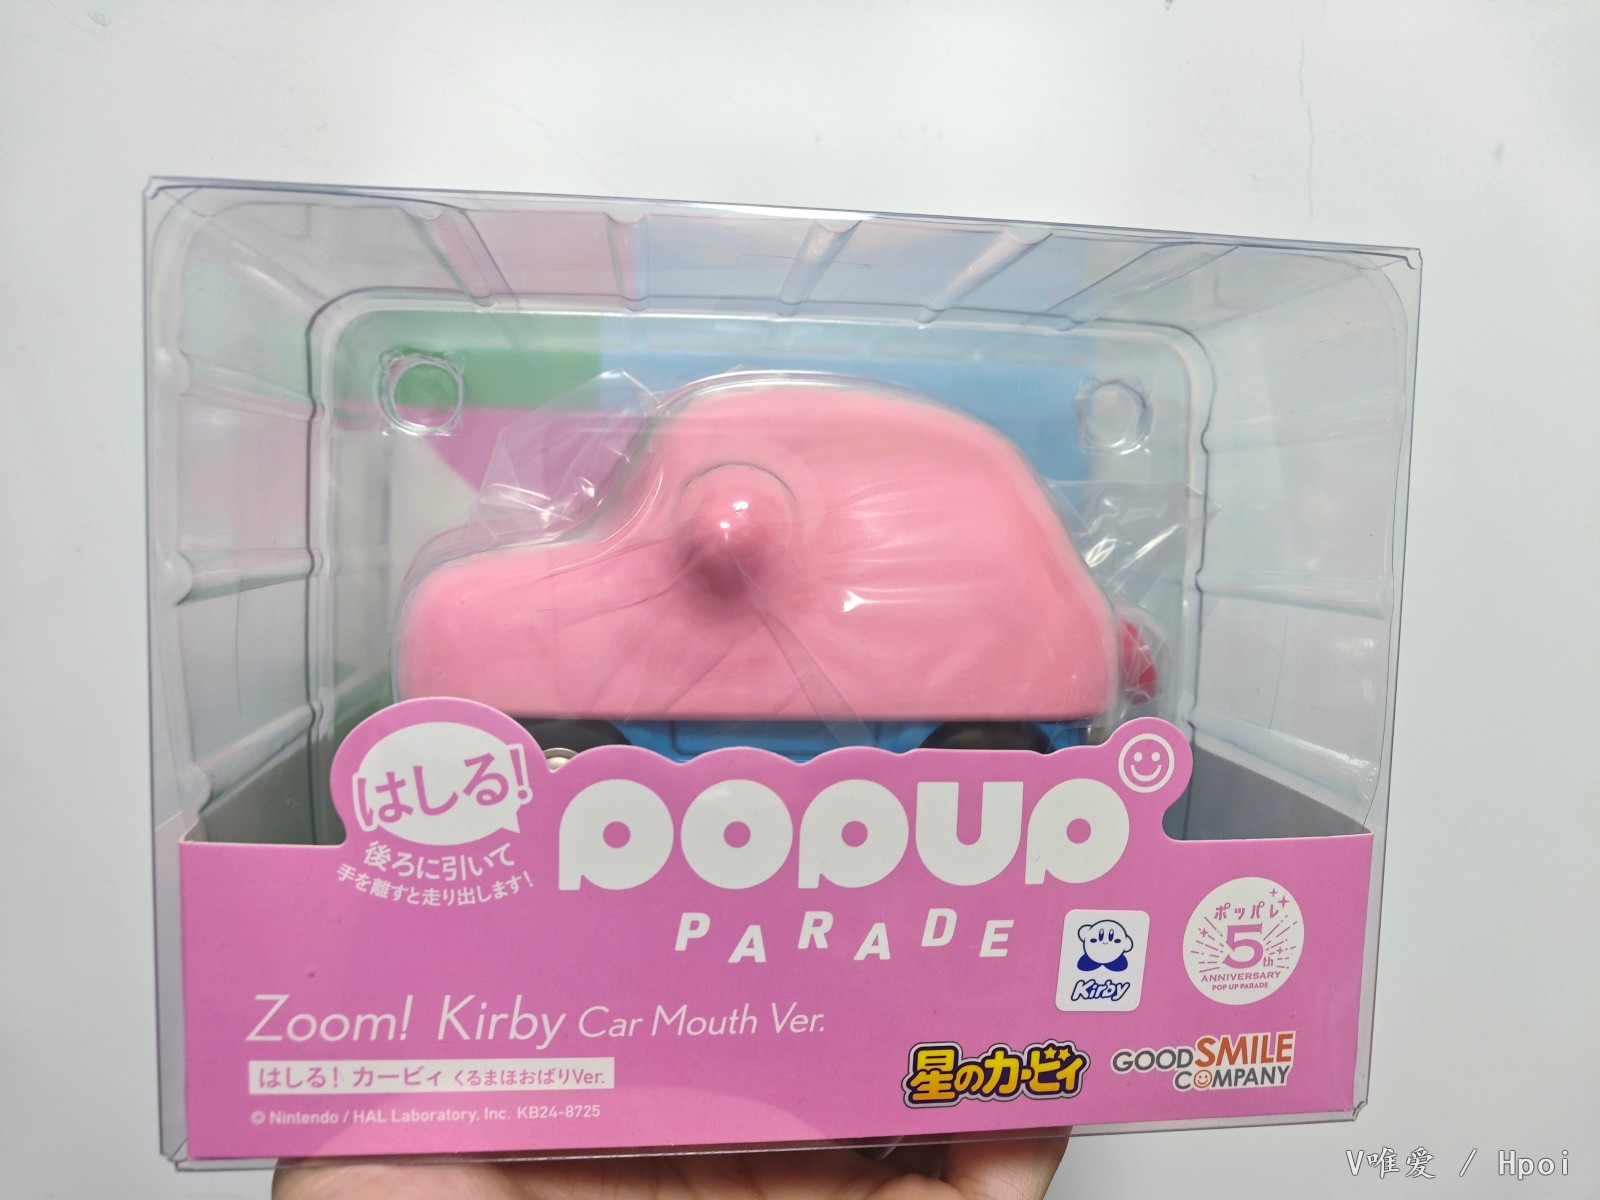 はしる!
後ろに引いて
手を離すと走り出します!
POPUP
PARADE
Kirby
ポッパレ
5th
ANNIVERSARY
POP UP PARADE
Zoom! Kirby Car Mouth Ver.
はしる! カービィ くるまほおばりVer.
© Nintendo / HAL Laboratory, Inc. KB24-8725
星のカービィ
GOOD SMILE
COMPANY
V唯爱 / Hpoi